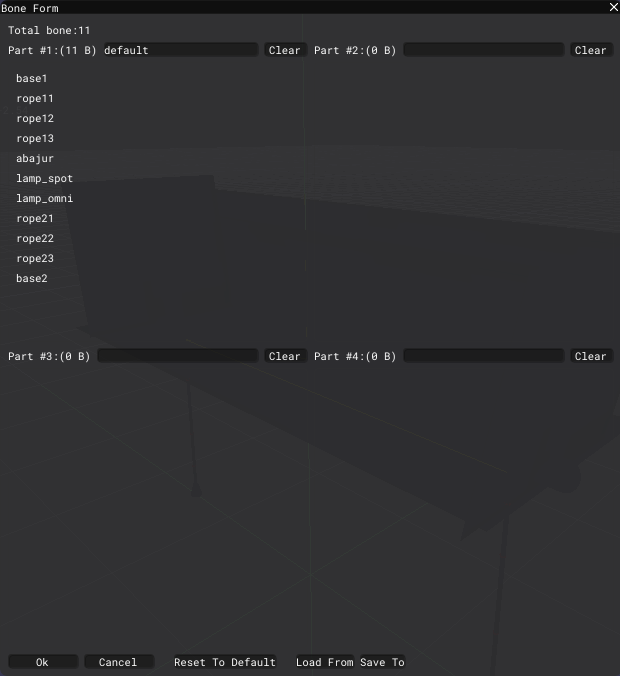 Bone Form
Total bone:11
Part #1:(11 B) default Clear Part #2:(0 B) Clear
base1
rope11
rope12
rope13
abajur
lamp_spot
lamp_omni
rope21
rope22
rope23
base2
Part #3:(0 B) Clear Part #4:(0 B) Clear
Ok Cancel Reset To Default Load From Save To